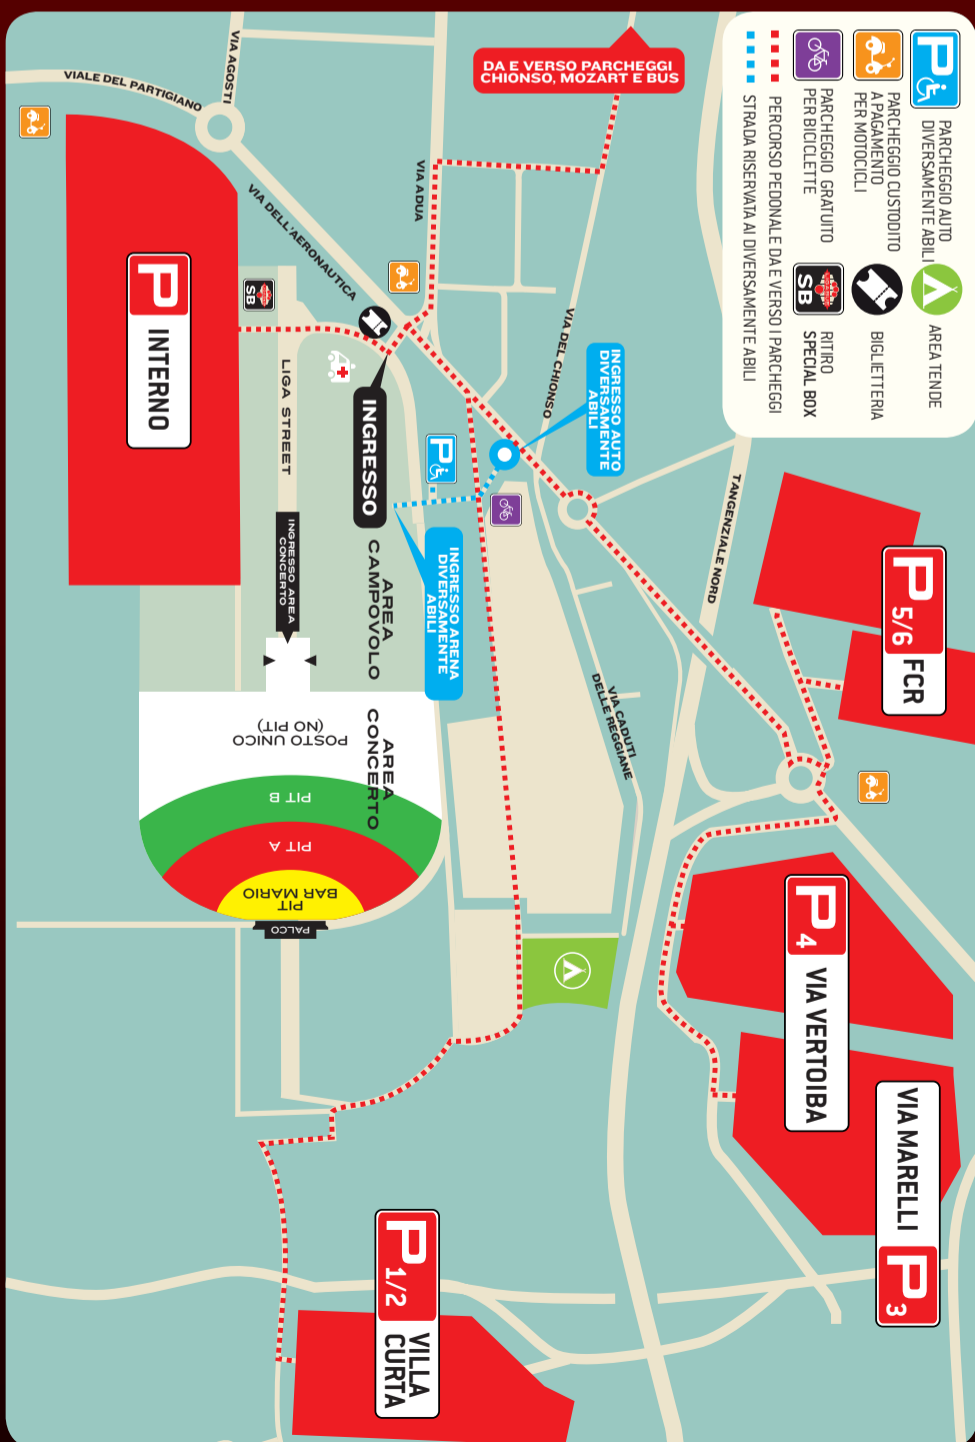 P
PARCHEGGIO AUTO
DIVERSAMENTE ABILI
PARCHEGGIO CUSTODITO
A PAGAMENTO
PER MOTOCICLI
PARCHEGGIO GRATUITO
PER BICICLETTE
PERCORSO PEDONALE DA E VERSO I PARCHEGGI
STRADA RISERVATA AI DIVERSAMENTE ABILI
AREA TENDE
BIGLIETTERIA
SB
RITIRO
SPECIAL BOX
DA E VERSO PARCHEGGI
CHIONSO, MOZART E BUS
VIA AGOSTI
VIALE DEL PARTIGIANO
VIA ADUA
VIA DELL'AERONAUTICA
VIA DEL CHIONSO
TANGENZIALE NORD
VIA CADUTI
DELLE REGGIANE
P
5/6
FCR
P
4
VIA VERTOIBA
VIA MARELLI
P
3
P
1/2
VILLA
CURTA
P
INTERNO
SB
LIGA STREET
INGRESSO
P
INGRESSO AUTO
DIVERSAMENTE
ABILI
INGRESSO ARENA
DIVERSAMENTE
ABILI
INGRESSO AREA
CONCERTO
AREA
CAMPOVOLO
AREA
CONCERTO
POSTO UNICO
(NO PIT)
PIT B
PIT A
PIT
BAR MARIO
PALCO